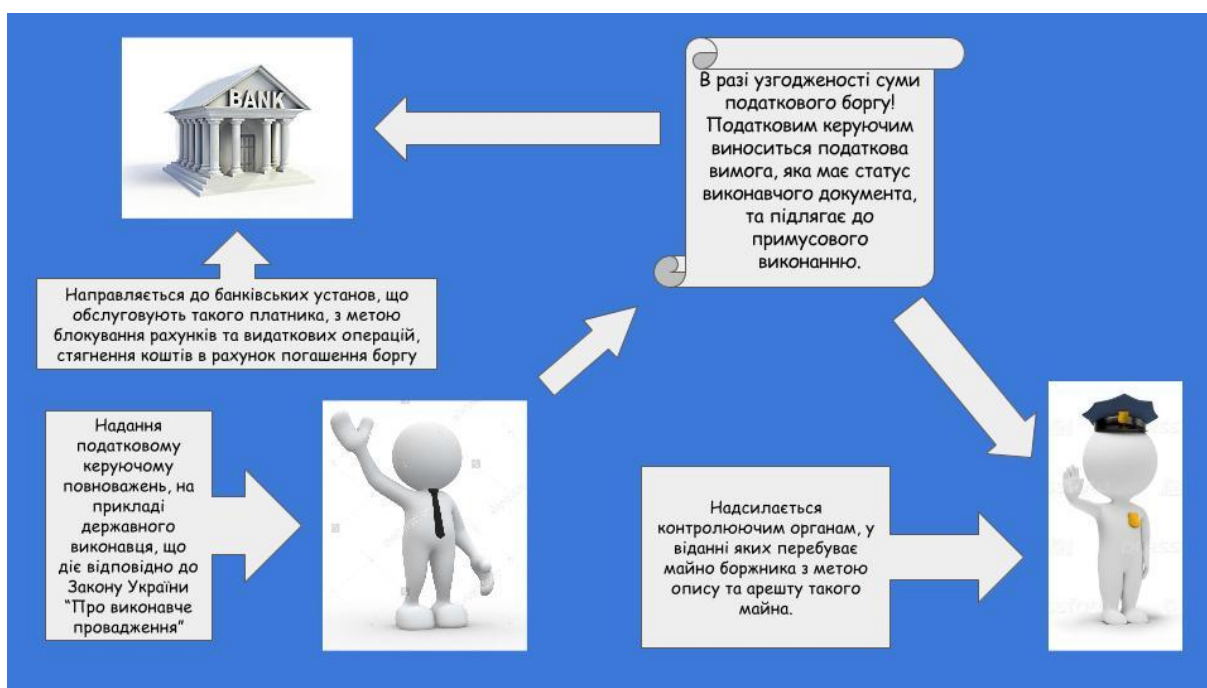 BANK
В разі узгодженості суми
податкового боргу!
Податковим керуючим
виноситься податкова
вимога, яка має статус
виконавчого документа,
та підлягає до
примусового
виконанню.
Направляється до банківських установ, що
обслуговують такого платника, з метою
блокування рахунків та видаткових операцій,
стягнення коштів в рахунок погашення боргу
Надання
податковому
керуючому
повноважень, на
прикладі
державного
виконавця, що
діє відповідно до
Закону України
“Про виконавче
провадження”
Надсилається
контролюючим органам, у
віданні яких перебуває
майно боржника з метою
опису та арешту такого
майна.